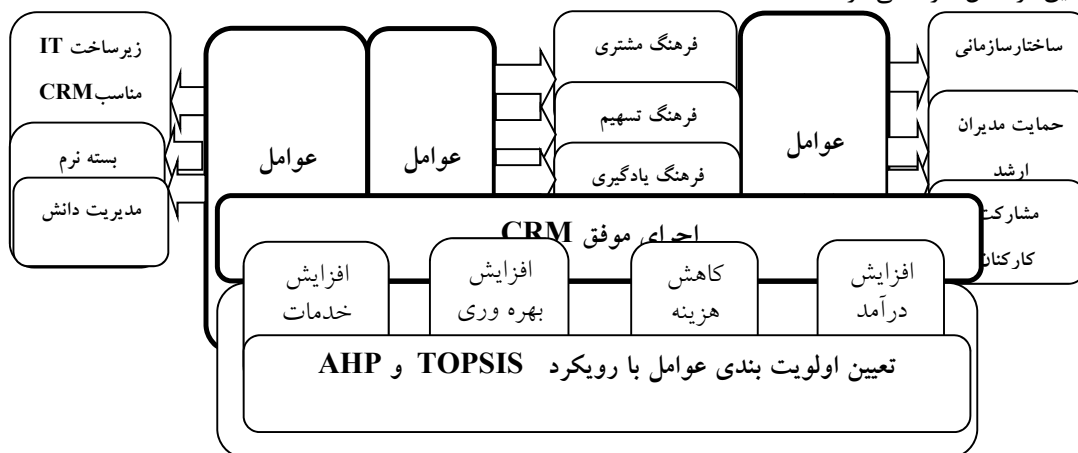 ساختارسازمانی
حمایت مدیران
ارشد
مشارکت
کارکنان
عوامل
فرهنگ مشتری
فرهنگ تسهیم
فرهنگ یادگیری
عوامل
عوامل
زیرساخت IT
مناسبCRM
بسته نرم
مدیریت دانش
اجرای موفق CRM
افزایش
درآمد
کاهش
هزینه
افزایش
بهره وری
افزایش
خدمات
تعیین اولویت بندی عوامل با رویکرد TOPSIS و AHP